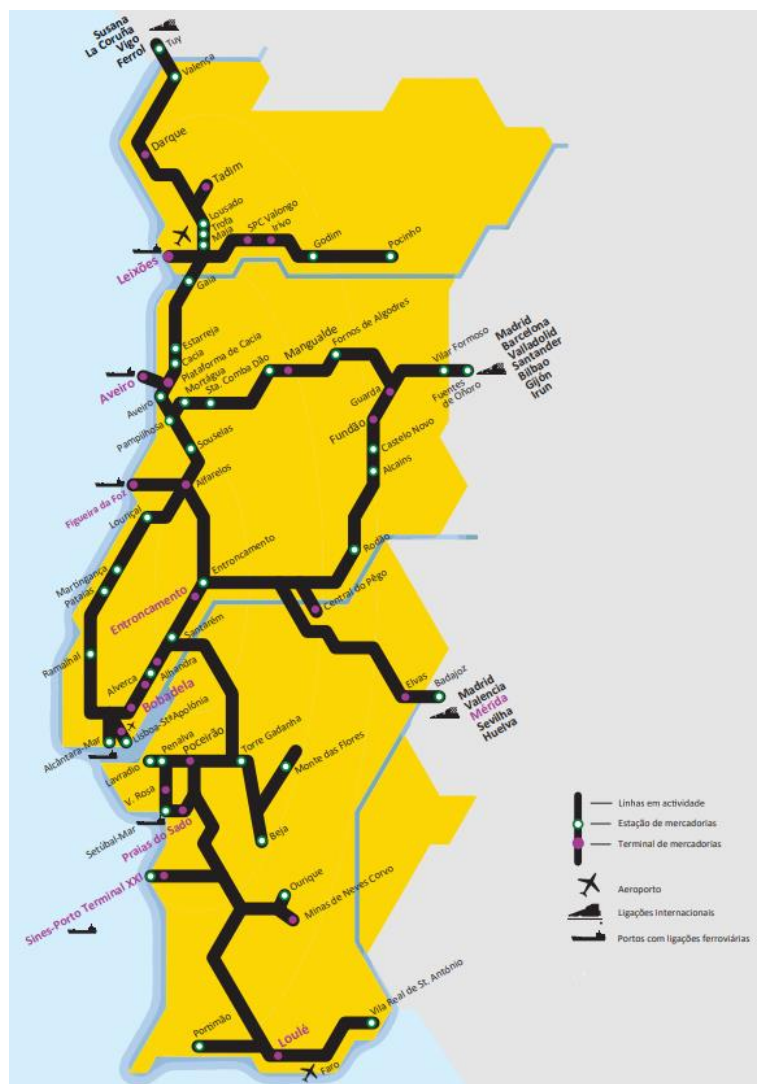 Susana
La Coruña
Vigo
Ferrol
Tuy
Valença
Darque
Tadim
Lousado
Trofa
Maia
SPC Valongo
Irivo
Godim
Pocinho
Leixões
Gaia
Estarreja
Cacia
Plataforma de Cacia
Aveiro
Aveiro
Mortágua
Sta. Comba Dão
Mangualde
Fornos de Algodres
Vilar Formoso
Fuentes
de Oñoro
Madrid
Barcelona
Valladolid
Santander
Bilbao
Gijón
Irun
Guarda
Pampilhosa
Souselas
Fundão
Castelo Novo
Alcains
Figueira da Foz
Alfarelos
Louriçal
Martingança
Pataias
Entroncamento
Entroncamento
Rodão
Central do Pêgo
Santarém
Ramalhal
Alverca
Alhandra
Bobadela
Elvas
Badajoz
Madrid
Valencia
Mérida
Sevilha
Huelva
Alcântara-Mar
Lisboa-StªApolónia
Lavradio
Penalva
Poceirão
Torre Gadanha
Monte das Flores
V. Rosa
Setúbal-Mar
Praias do Sado
Beja
Sines-Porto Terminal XXI
Ourique
Minas de Neves Corvo
Portimão
Loulé
Faro
Vila Real de St. António
Linhas em actividade
Estação de mercadorias
Terminal de mercadorias
Aeroporto
Ligações Internacionais
Portos com ligações ferroviárias